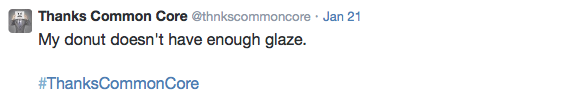 Thanks Common Core @thnkscommoncore · Jan 21
My donut doesn't have enough glaze.
#ThanksCommonCore